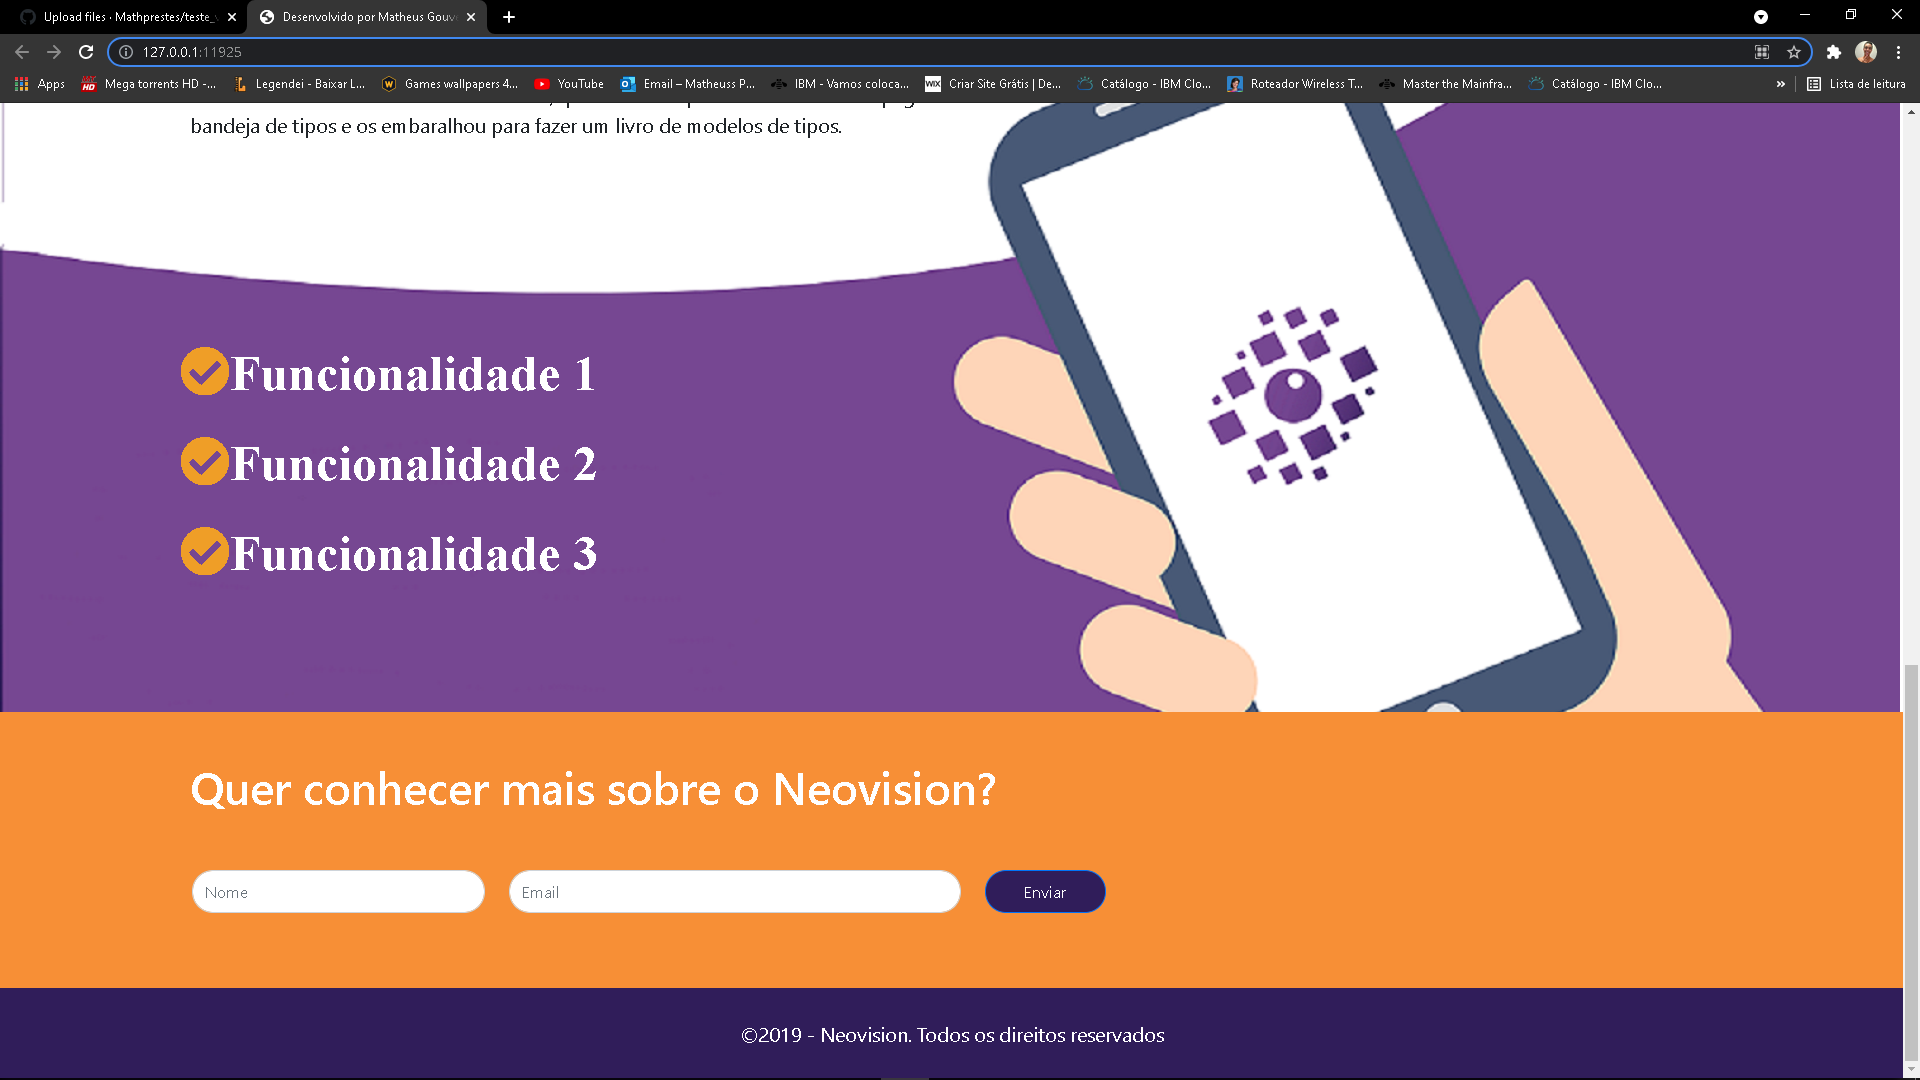 Upload files · Mathprestes/teste_
Desenvolvido por Matheus Gouv
127.0.0.1:11925
Apps
Mega torrents HD -...
Legendei - Baixar L...
Games wallpapers 4...
YouTube
Email – Matheuss P...
IBM - Vamos coloca...
WIX
Criar Site Grátis | De...
Catálogo - IBM Clo...
Roteador Wireless T...
Master the Mainfra...
Catálogo - IBM Clo...
»
Lista de leitura
bandeja de tipos e os embaralhou para fazer um livro de modelos de tipos.
Funcionalidade 1
Funcionalidade 2
Funcionalidade 3
Quer conhecer mais sobre o Neovision?
Nome
Email
Enviar
©2019 - Neovision. Todos os direitos reservados